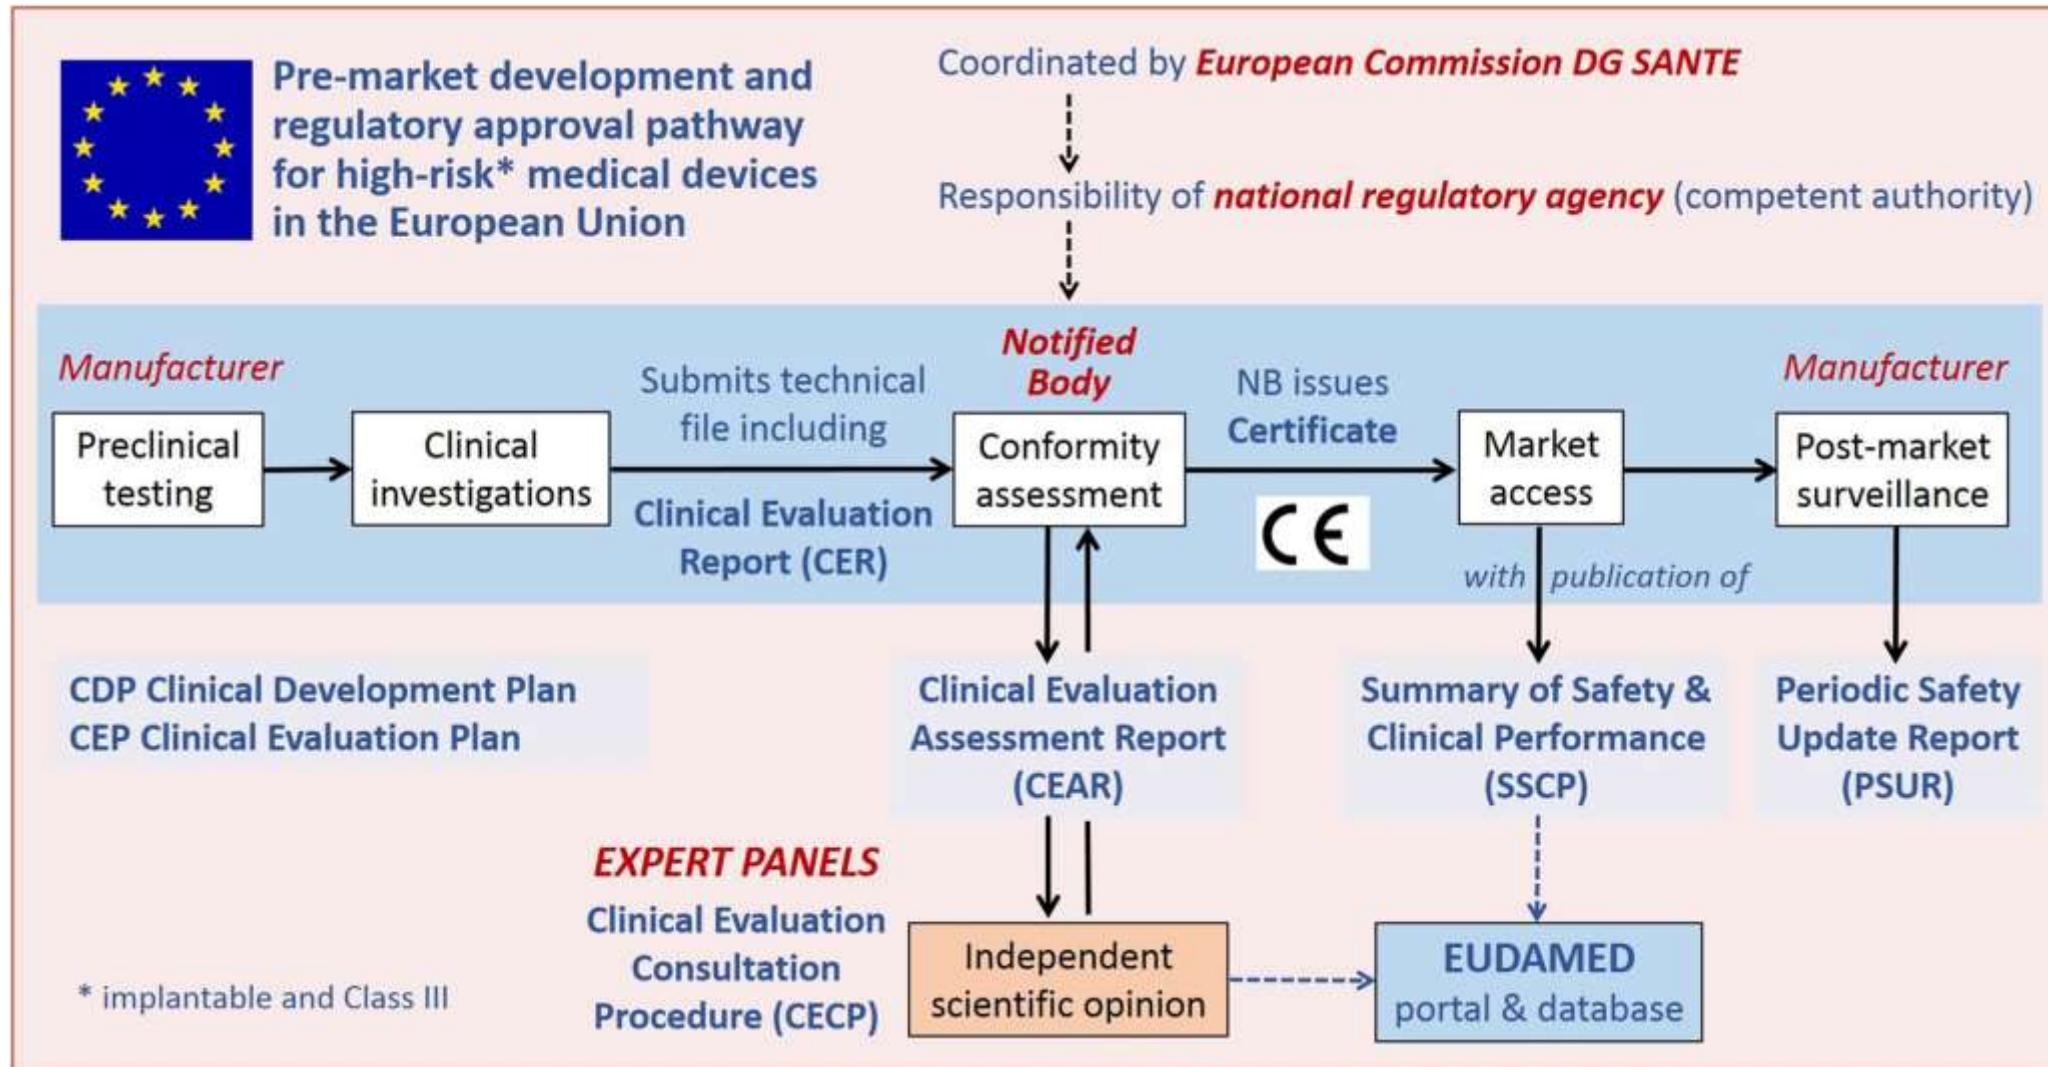 Pre-market development and
regulatory approval pathway
for high-risk* medical devices
in the European Union
Coordinated by European Commission DG SANTE
Responsibility of national regulatory agency (competent authority)
Manufacturer
Preclinical
testing
Clinical
investigations
Submits technical
file including
Clinical Evaluation
Report (CER)
Notified
Body
Conformity
assessment
NB issues
Certificate
CE
Market
access
with publication of
Manufacturer
Post-market
surveillance
CDP Clinical Development Plan
CEP Clinical Evaluation Plan
Clinical Evaluation
Assessment Report
(CEAR)
Summary of Safety &
Clinical Performance
(SSCP)
Periodic Safety
Update Report
(PSUR)
EXPERT PANELS
Clinical Evaluation
Consultation
Procedure (CECP)
Independent
scientific opinion
EUDAMED
portal & database
* implantable and Class III